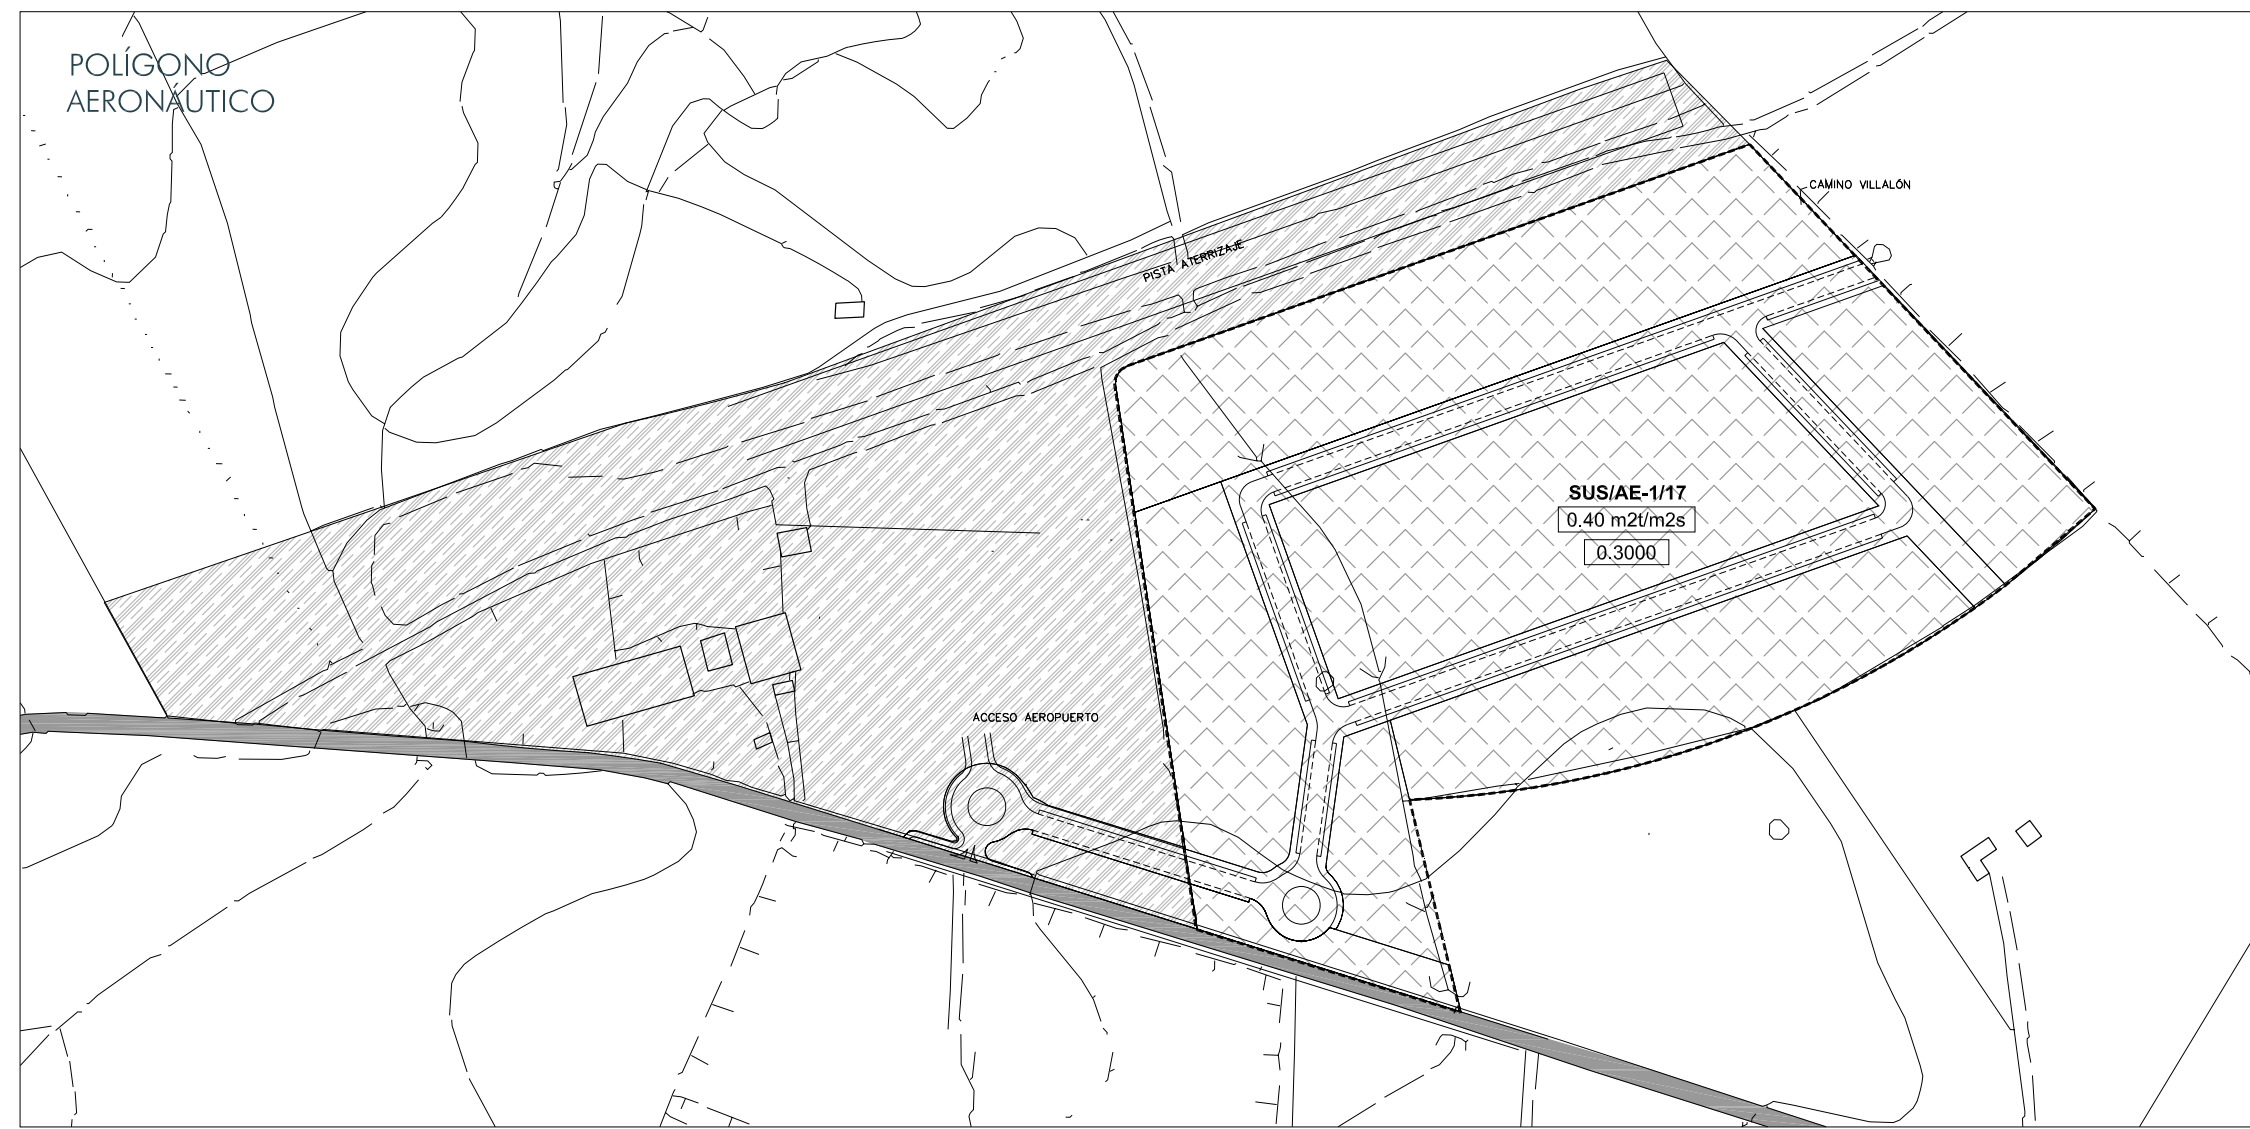 POLÍGONO
AERONÁUTICO
CAMINO VILLALÓN
PISTA ATERRIZAJE
SUS/AE-1/17
0.40 m2t/m2s
0.3000
ACCESO AEROPUERTO